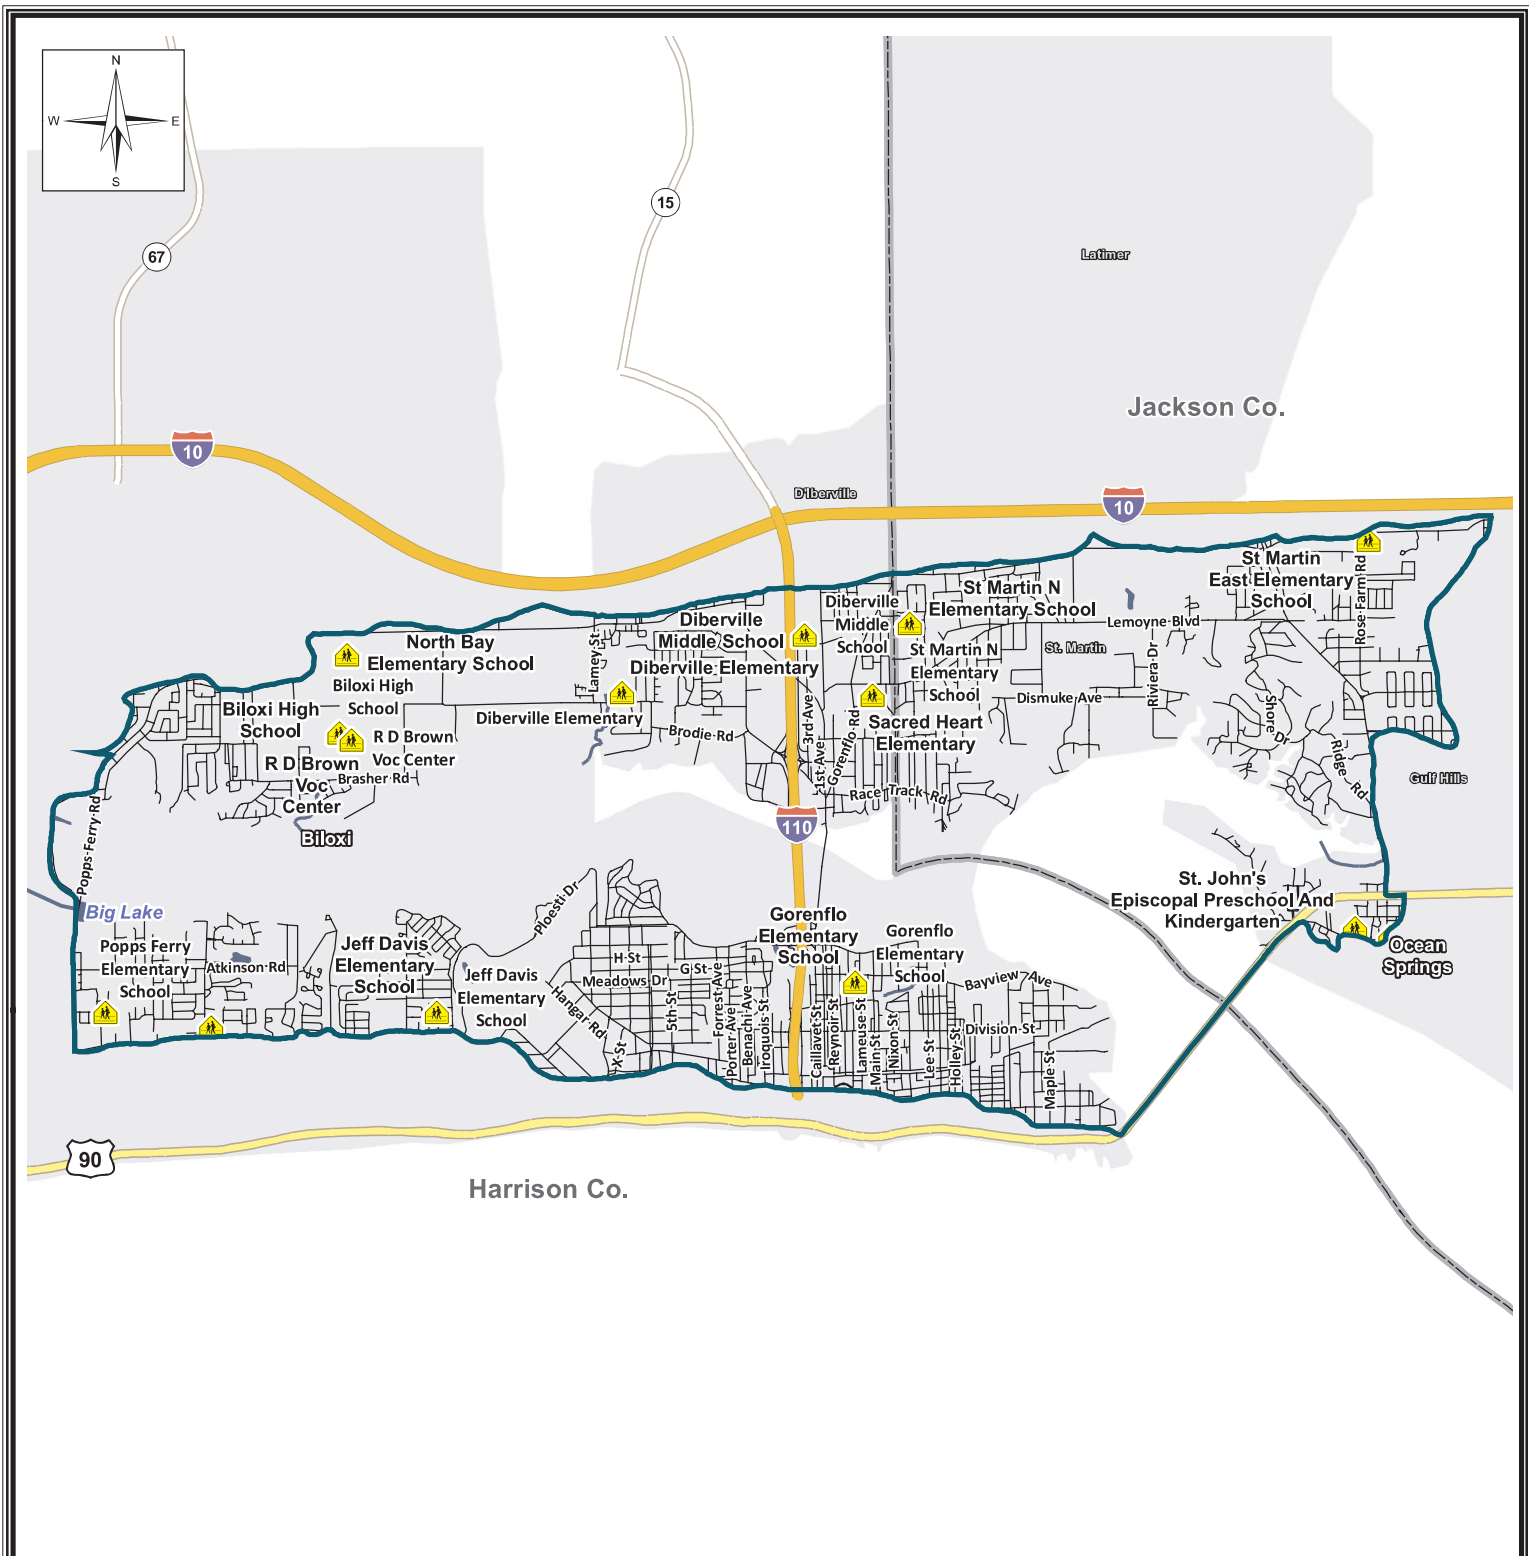 N
W
E
S
67
15
Latimer
Jackson Co.
10
D'Iberville
10
St Martin
East Elementary
School
Rose Farm Rd
Diberville
Middle School
Diberville
Middle
School
St Martin N
Elementary School
Lemoyne Blvd
North Bay
Elementary School
Lamey St
Diberville Elementary
St Martin N
Elementary
School
St. Martin
Riviera Dr
Biloxi High
School
Biloxi High
School
Diberville Elementary
Dismuke Ave
3rd Ave
Gorenflo Rd
Sacred Heart
Elementary
Shore Dr
R D Brown
Voc Center
Brodie Rd
1st Ave
Ridge Rd
R D Brown
Voc
Center
Brasher Rd
Gulf Hills
Race Track Rd
Popps Ferry Rd
Biloxi
110
Big Lake
Ploesti Dr
St. John's
Episcopal Preschool And
Kindergarten
Popps Ferry
Elementary
School
Atkinson Rd
Jeff Davis
Elementary
School
Gorenflo
Elementary
School
Gorenflo
Elementary
School
Ocean
Springs
Jeff Davis
Elementary
School
H St
G St
Meadows Dr
Bayview Ave
Hangar Rd
5th St
Forrest Ave
Porter Ave
Benachi Ave
Iroquois St
Caillavet St
Reynoir St
Lameuse St
Main St
Nixon St
Lee St
Holley St
Division St
Maple St
X St
90
Harrison Co.